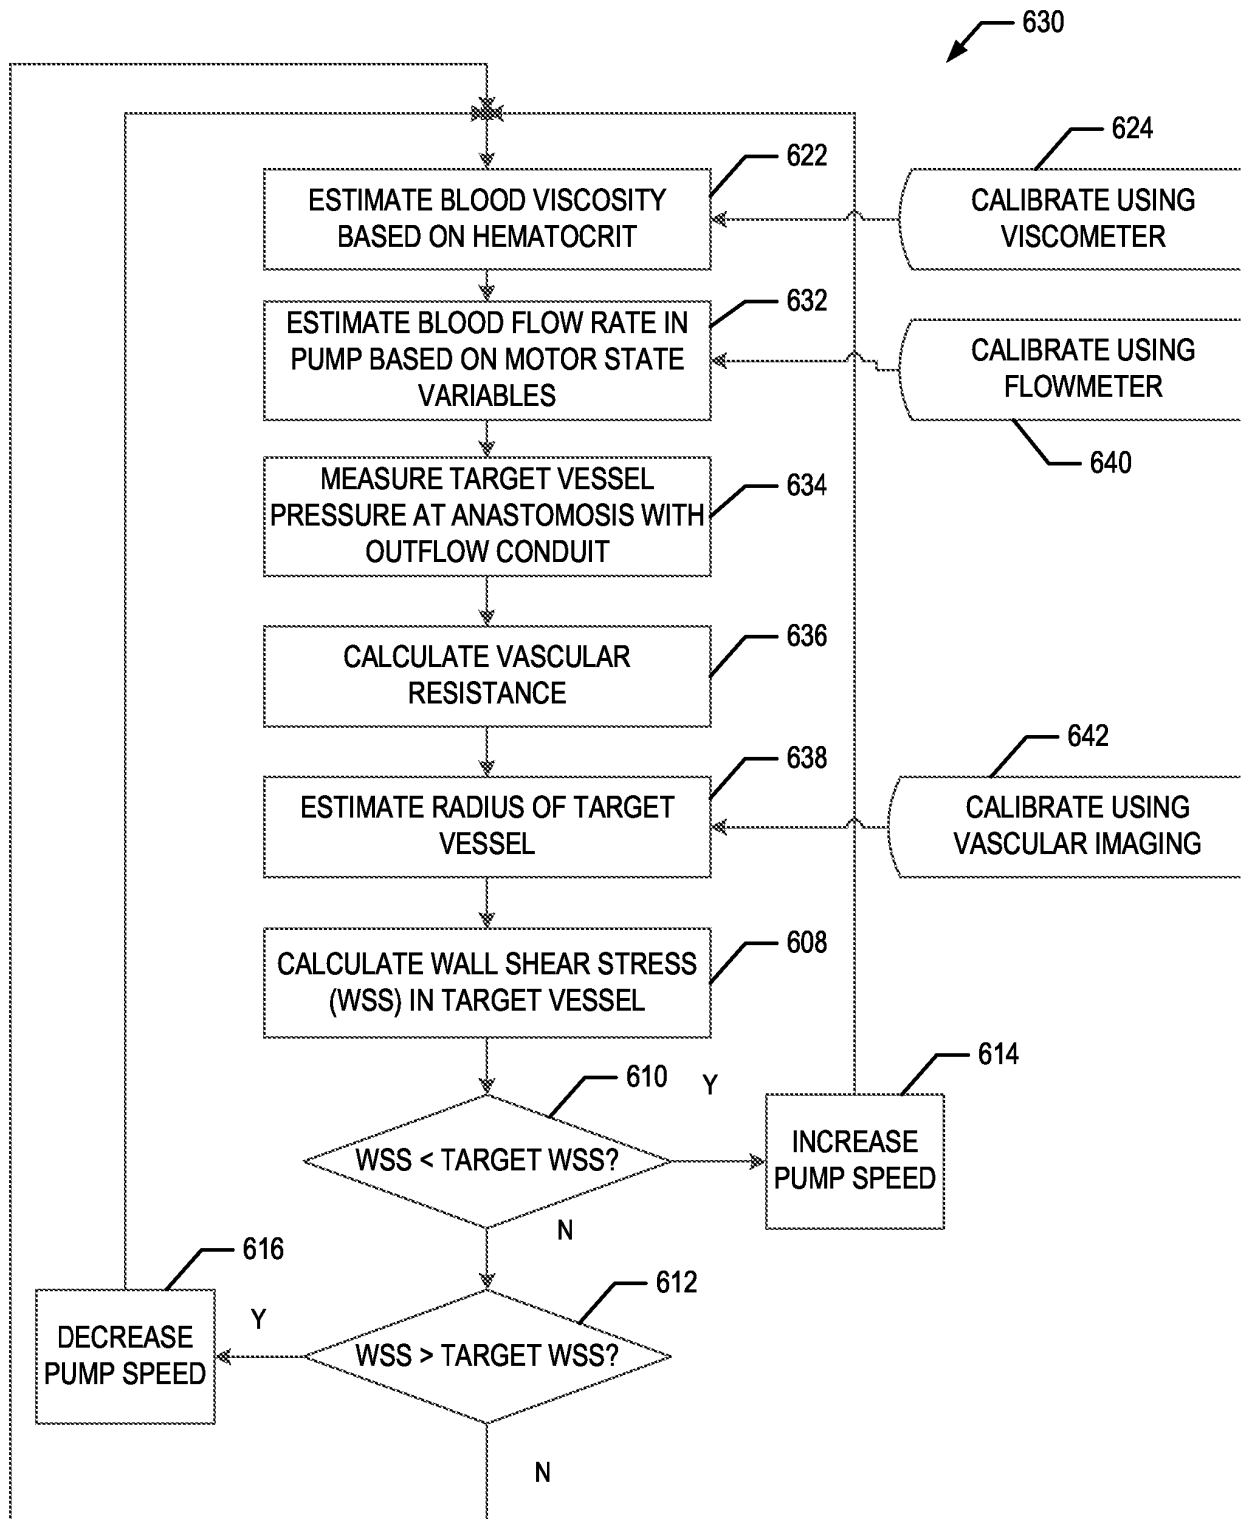 630
622
ESTIMATE BLOOD VISCOSITY
BASED ON HEMATOCRIT
624
CALIBRATE USING
VISCOMETER
632
ESTIMATE BLOOD FLOW RATE IN
PUMP BASED ON MOTOR STATE
VARIABLES
CALIBRATE USING
FLOWMETER
640
634
MEASURE TARGET VESSEL
PRESSURE AT ANASTOMOSIS WITH
OUTFLOW CONDUIT
636
CALCULATE VASCULAR
RESISTANCE
638
ESTIMATE RADIUS OF TARGET
VESSEL
642
CALIBRATE USING
VASCULAR IMAGING
608
CALCULATE WALL SHEAR STRESS
(WSS) IN TARGET VESSEL
610
WSS < TARGET WSS?
Y
614
INCREASE
PUMP SPEED
N
612
WSS > TARGET WSS?
Y
616
DECREASE
PUMP SPEED
N